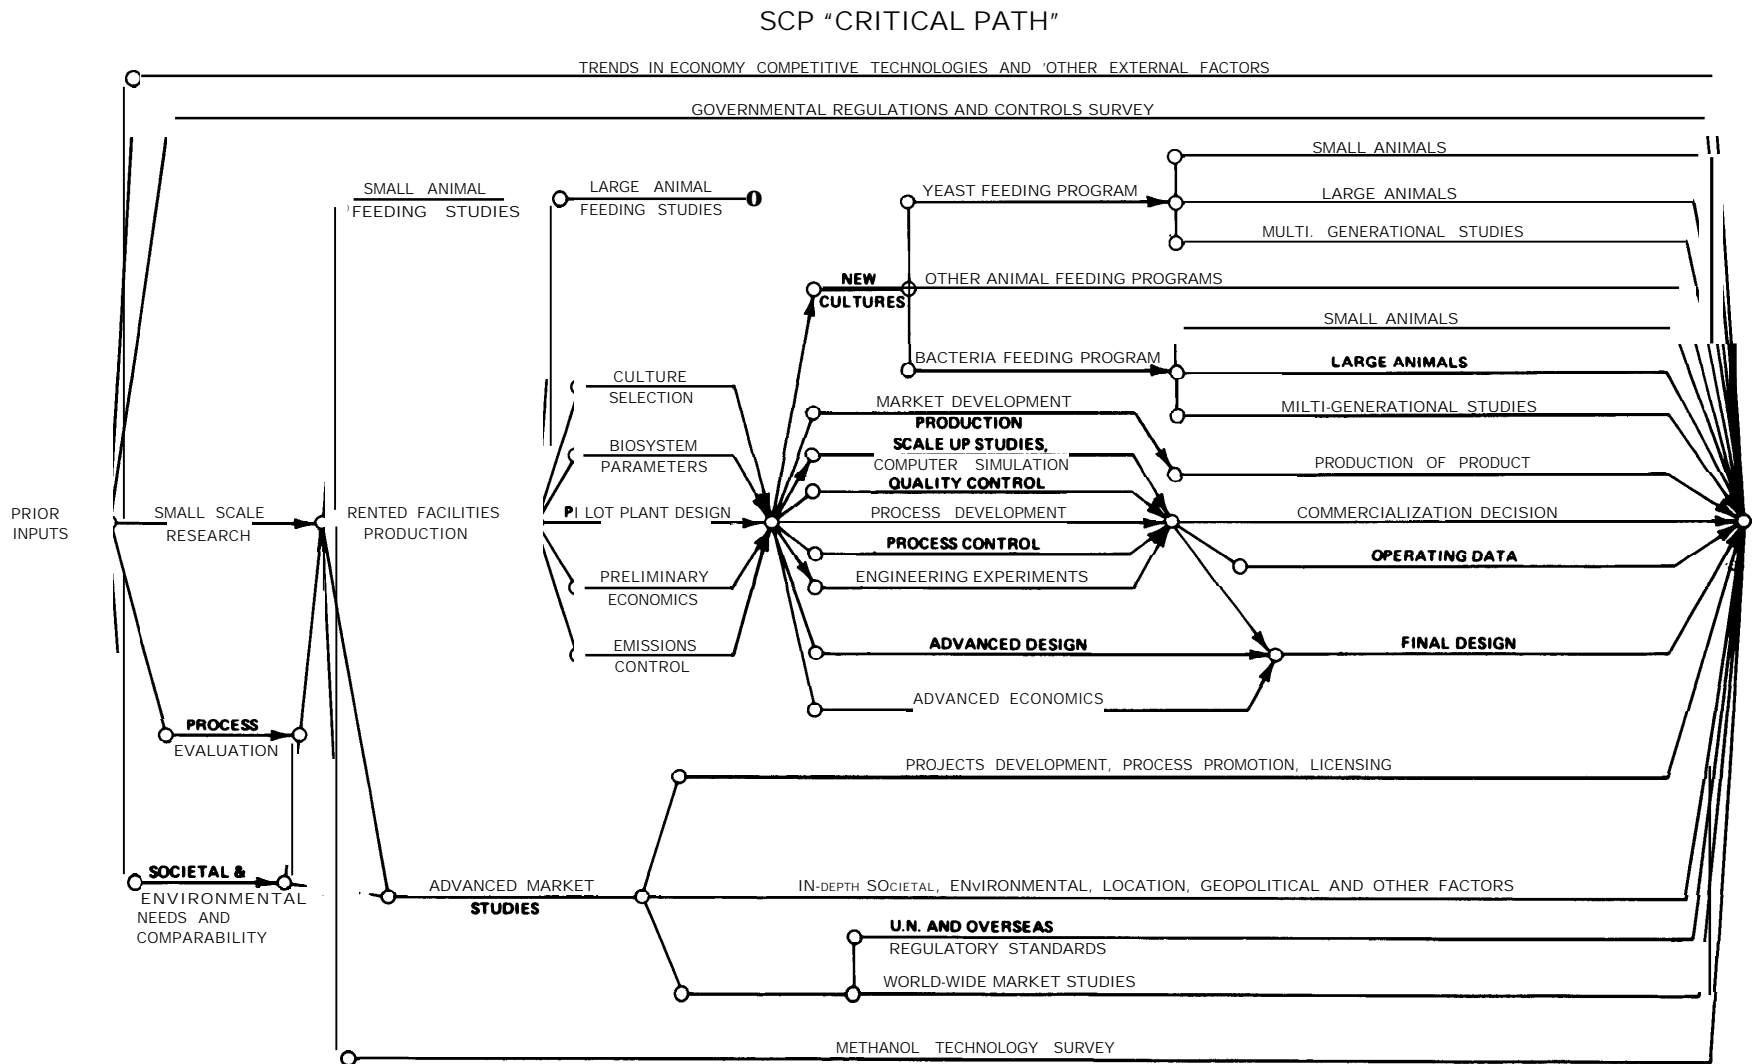 SCP “CRITICAL PATH”
TRENDS IN ECONOMY COMPETITIVE TECHNOLOGIES AND 'OTHER EXTERNAL FACTORS
GOVERNMENTAL REGULATIONS AND CONTROLS SURVEY
SMALL ANIMAL
FEEDING STUDIES
LARGE ANIMAL
FEEDING STUDIES
YEAST FEEDING PROGRAM
SMALL ANIMALS
LARGE ANIMALS
MULTI. GENERATIONAL STUDIES
NEW
CULTURES
OTHER ANIMAL FEEDING PROGRAMS
BACTERIA FEEDING PROGRAM
SMALL ANIMALS
LARGE ANIMALS
MILTI-GENERATIONAL STUDIES
CULTURE
SELECTION
BIOSYSTEM
PARAMETERS
MARKET DEVELOPMENT
PRODUCTION
SCALE UP STUDIES,
COMPUTER SIMULATION
QUALITY CONTROL
PRODUCTION OF PRODUCT
PRIOR
INPUTS
SMALL SCALE
RESEARCH
RENTED FACILITIES
PRODUCTION
PI LOT PLANT DESIGN
PROCESS DEVELOPMENT
COMMERCIALIZATION DECISION
PROCESS CONTROL
OPERATING DATA
PRELIMINARY
ECONOMICS
ENGINEERING EXPERIMENTS
EMISSIONS
CONTROL
ADVANCED DESIGN
FINAL DESIGN
ADVANCED ECONOMICS
PROCESS
EVALUATION
PROJECTS DEVELOPMENT, PROCESS PROMOTION, LICENSING
SOCIETAL &
ENVIRONMENTAL
NEEDS AND
COMPARABILITY
ADVANCED MARKET
STUDIES
IN-DEPTH SOCIETAL, ENVIRONMENTAL, LOCATION, GEOPOLITICAL AND OTHER FACTORS
U.N. AND OVERSEAS
REGULATORY STANDARDS
WORLD-WIDE MARKET STUDIES
METHANOL TECHNOLOGY SURVEY